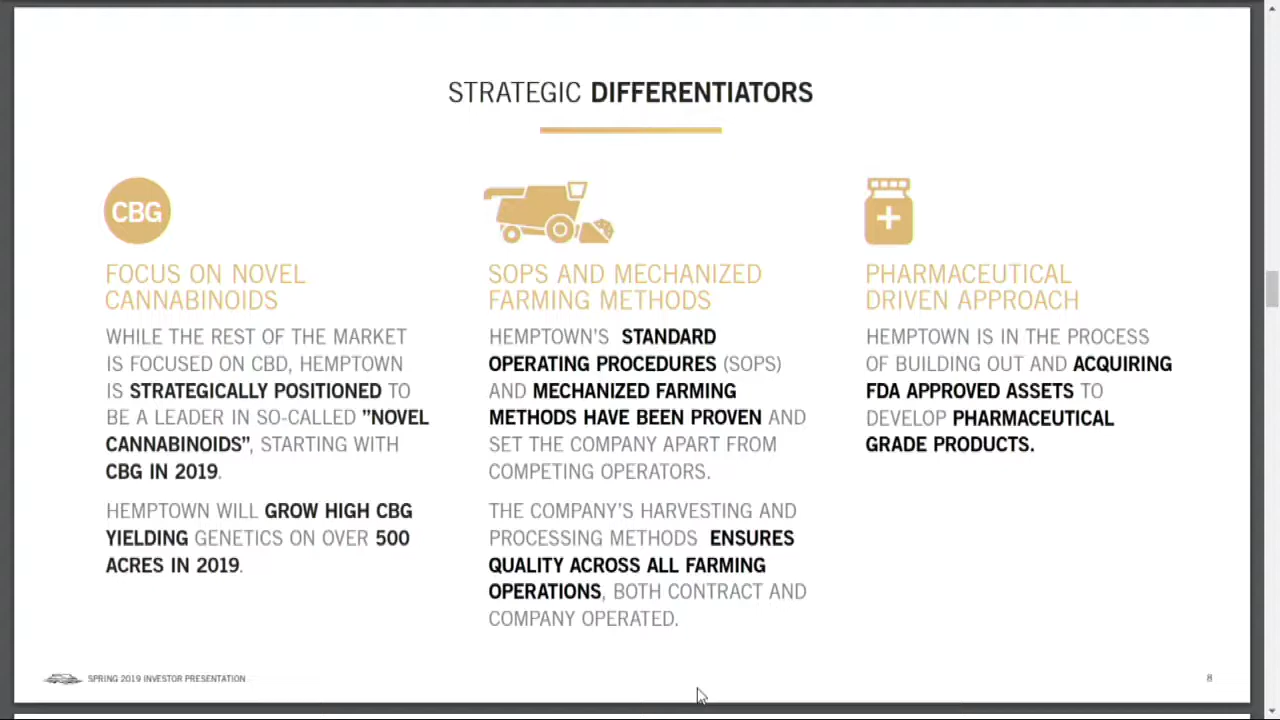 STRATEGIC DIFFERENTIATORS
CBG
FOCUS ON NOVEL
CANNABINOIDS
WHILE THE REST OF THE MARKET
IS FOCUSED ON CBD, HEMPTOWN
IS STRATEGICALLY POSITIONED TO
BE A LEADER IN SO-CALLED ”NOVEL
CANNABINOIDS”, STARTING WITH
CBG IN 2019.
HEMPTOWN WILL GROW HIGH CBG
YIELDING GENETICS ON OVER 500
ACRES IN 2019.
SOPS AND MECHANIZED
FARMING METHODS
HEMPTOWN’S STANDARD
OPERATING PROCEDURES (SOPS)
AND MECHANIZED FARMING
METHODS HAVE BEEN PROVEN AND
SET THE COMPANY APART FROM
COMPETING OPERATORS.
THE COMPANY’S HARVESTING AND
PROCESSING METHODS ENSURES
QUALITY ACROSS ALL FARMING
OPERATIONS, BOTH CONTRACT AND
COMPANY OPERATED.
PHARMACEUTICAL
DRIVEN APPROACH
HEMPTOWN IS IN THE PROCESS
OF BUILDING OUT AND ACQUIRING
FDA APPROVED ASSETS TO
DEVELOP PHARMACEUTICAL
GRADE PRODUCTS.
SPRING 2019 INVESTOR PRESENTATION
8